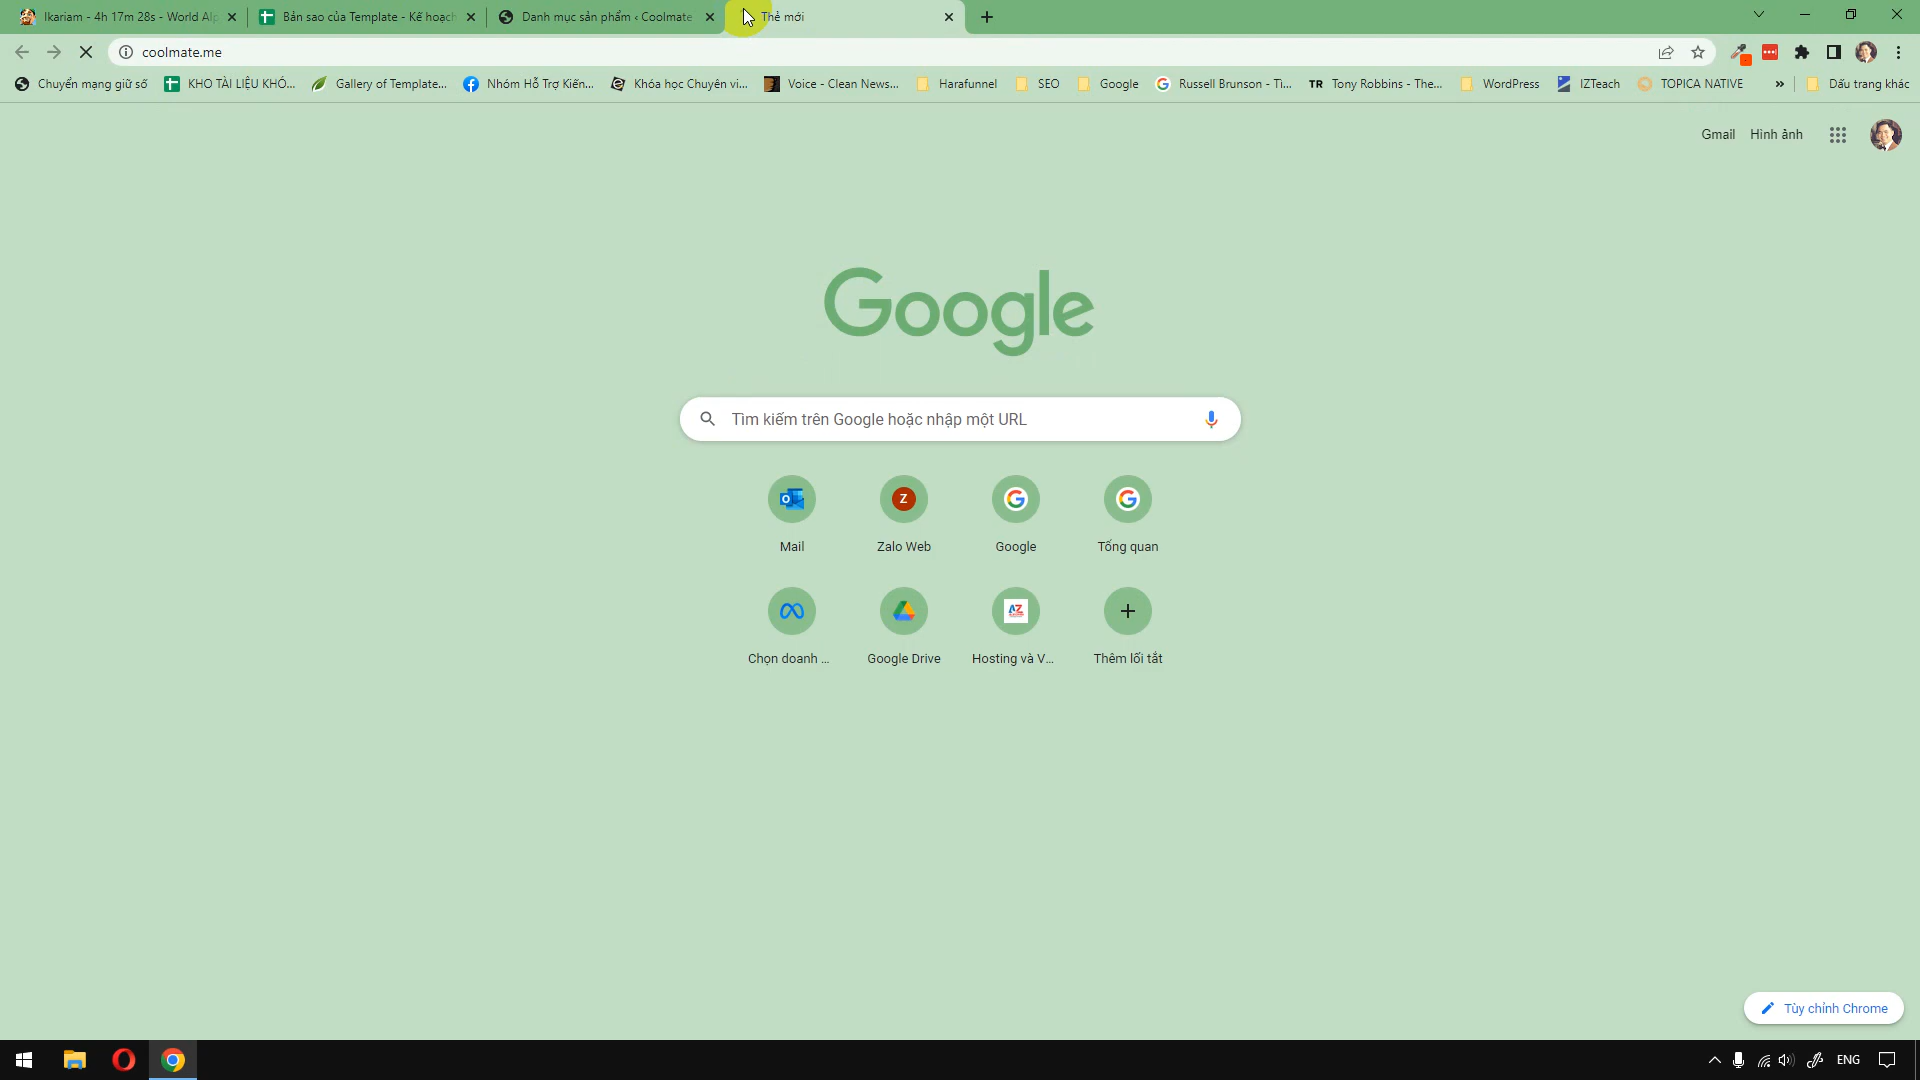 Ikariam - 4h 17m 28s - World Alp
Bản sao của Template - Kế hoạch
Danh mục sản phẩm ‹ Coolmate
Thẻ mới
coolmate.me
Chuyển mạng giữ số
KHO TÀI LIỆU KHÓ...
Gallery of Template...
Nhóm Hỗ Trợ Kiến...
Khóa học Chuyên vi...
Voice - Clean News...
Harafunnel
SEO
Google
Russell Brunson - Ti...
TR Tony Robbins - The...
WordPress
IZTeach
TOPICA NATIVE
»
Dấu trang khác
Gmail
Hình ảnh
Google
Tìm kiếm trên Google hoặc nhập một URL
Mail
Z
Zalo Web
Google
Tổng quan
Chọn doanh ...
Google Drive
AZ
Hosting và V...
Thêm lối tắt
Tùy chỉnh Chrome
ENG